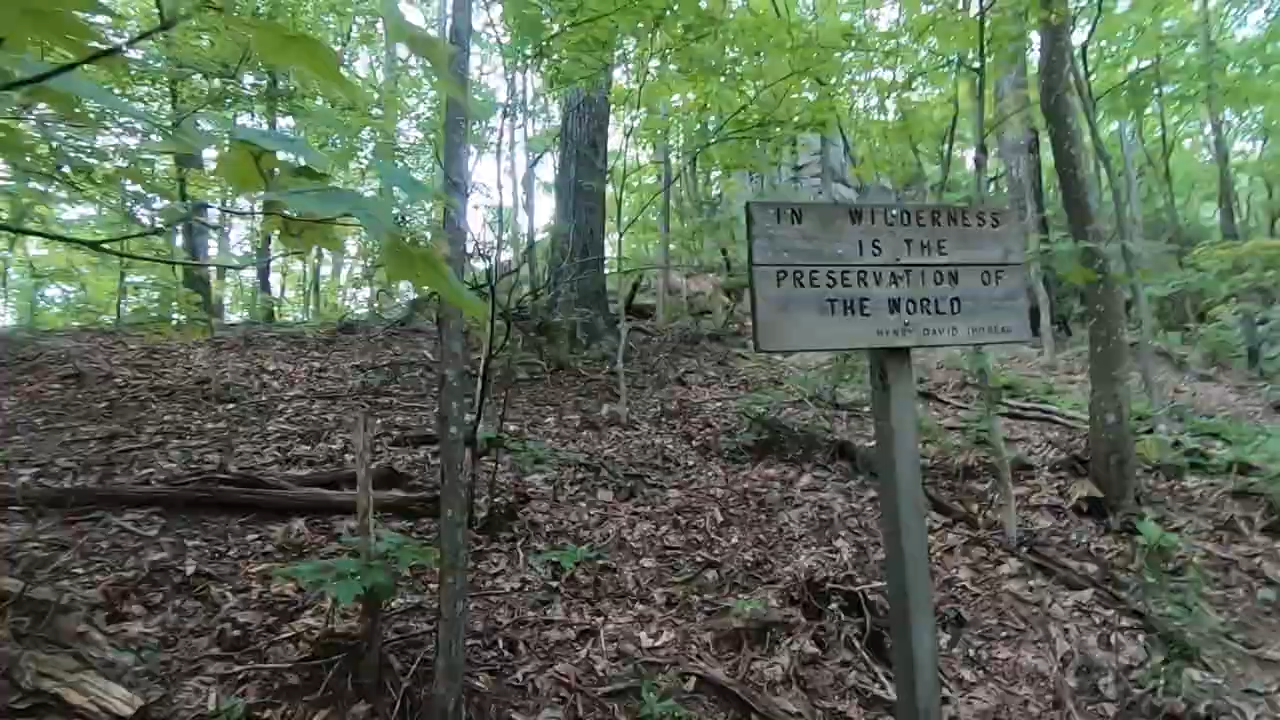 IN WILDERNESS
IS THE
PRESERVATION OF
THE WORLD
HENRY DAVID THOREAU